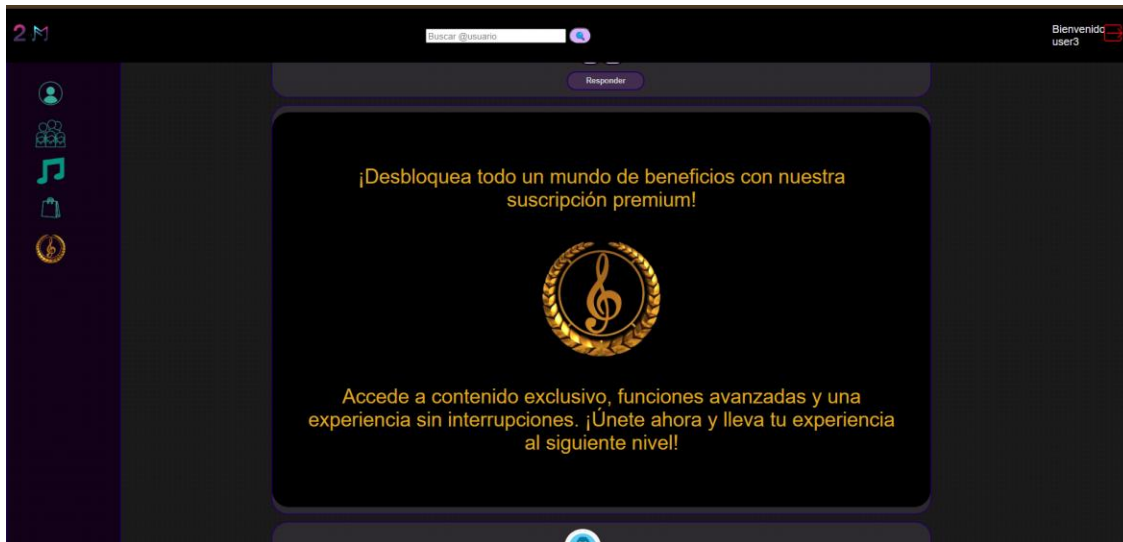 2 M
Buscar @usuario
Bienvenido
user3
Responder
¡Desbloquea todo un mundo de beneficios con nuestra
suscripción premium!
Accede a contenido exclusivo, funciones avanzadas y una
experiencia sin interrupciones. ¡Únete ahora y lleva tu experiencia
al siguiente nivel!